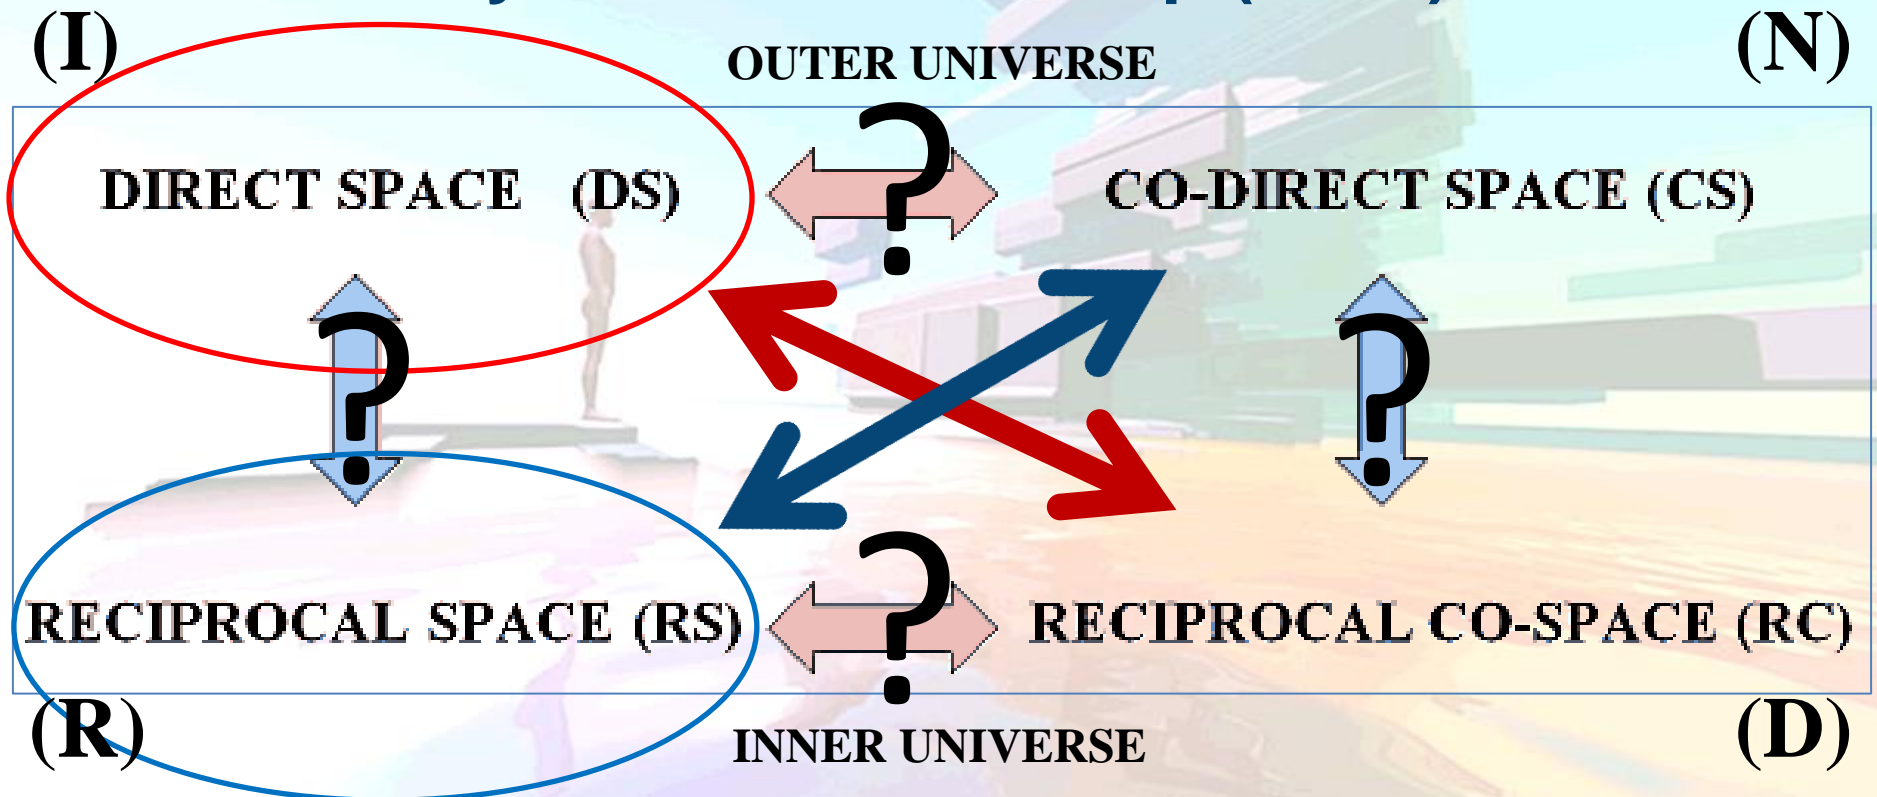 (I)
(N)
OUTER UNIVERSE
?
DIRECT SPACE (DS)
CO-DIRECT SPACE (CS)
?
?
?
RECIPROCAL SPACE (RS)
RECIPROCAL CO-SPACE (RC)
(R)
(D)
INNER UNIVERSE